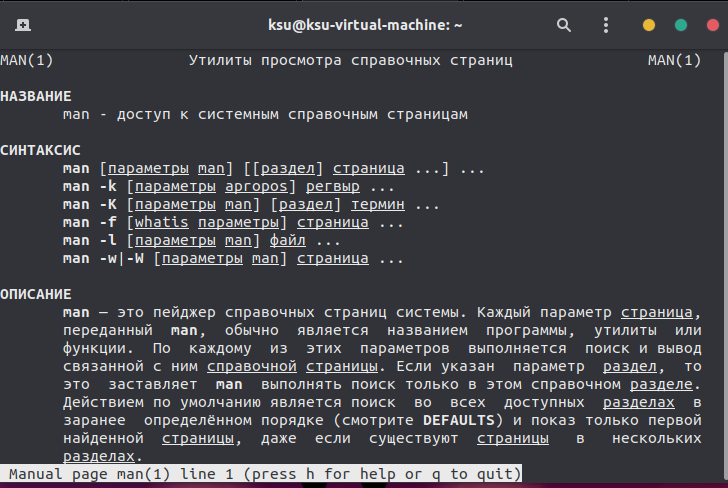 ksu@ksu-virtual-machine: ~
MAN(1) Утилиты просмотра справочных страниц MAN(1)
НАЗВАНИЕ
man - доступ к системным справочным страницам
СИНТАКСИС
man [параметры man] [[раздел] страница ...] ...
man -k [параметры apropos] регвыр ...
man -K [параметры man] [раздел] термин ...
man -f [whatis параметры] страница ...
man -l [параметры man] файл ...
man -w|-W [параметры man] страница ...
ОПИСАНИЕ
man — это пейджер справочных страниц системы. Каждый параметр страница,
переданный man, обычно является названием программы, утилиты или
функции. По каждому из этих параметров выполняется поиск и вывод
связанной с ним справочной страницы. Если указан параметр раздел, то
это заставляет man выполнять поиск только в этом справочном разделе.
Действием по умолчанию является поиск во всех доступных разделах в
заранее определённом порядке (смотрите DEFAULTS) и показ только первой
найденной страницы, даже если существуют страницы в нескольких
разделах.
Manual page man(1) line 1 (press h for help or q to quit)